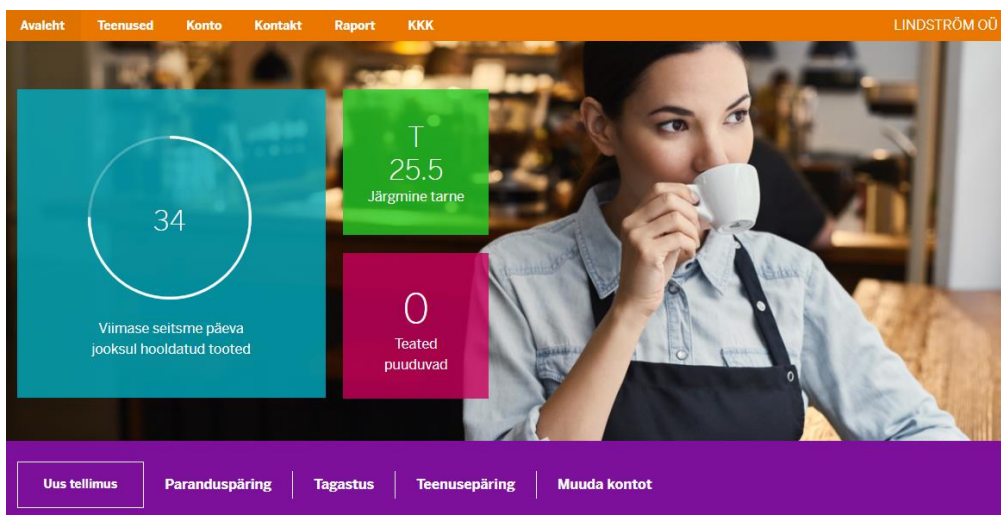 Avaleht Teenused Konto Kontakt Raport KKK LINDSTRÖM OÜ
34
Viimase seitsme päeva
jooksul hooldatud tooted
T
25.5
Järgmine tarne
0
Teated
puuduvad
Uus tellimus Paranduspäring Tagastus Teenusepäring Muuda kontot